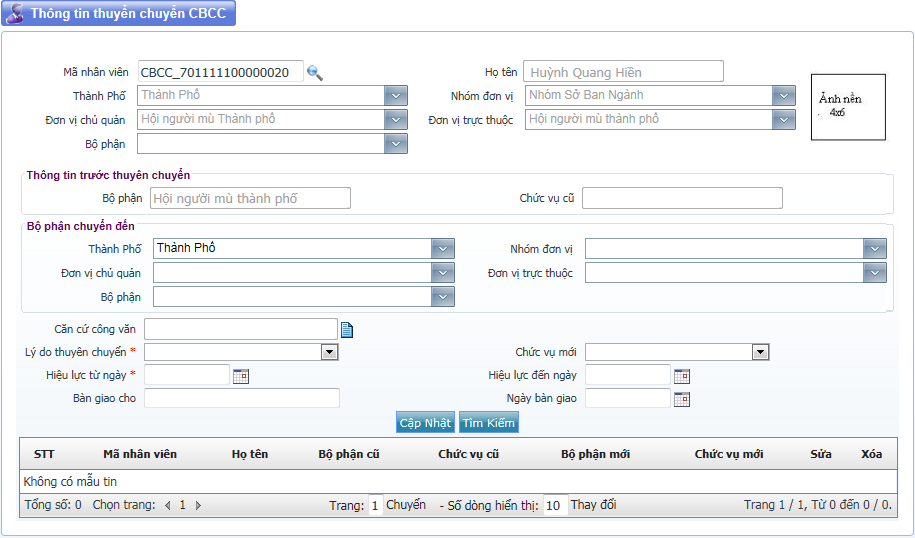 Thông tin thuyển chuyển CBCC
Mã nhân viên CBCC_701111100000020 Họ tên Huỳnh Quang Hiền
Thành Phố Thành Phố Nhóm đơn vị Nhóm Sở Ban Ngành
Ảnh nền
4x6
Đơn vị chủ quản Hội người mù Thành phố Đơn vị trực thuộc Hội người mù thành phố
Bộ phận
Thông tin trước thuyên chuyển
Bộ phận Hội người mù thành phố Chức vụ cũ
Bộ phận chuyển đến
Thành Phố Thành Phố Nhóm đơn vị
Đơn vị chủ quản Đơn vị trực thuộc
Bộ phận
Căn cứ công văn
Lý do thuyên chuyển * Chức vụ mới
Hiệu lực từ ngày * Hiệu lực đến ngày
Bàn giao cho Ngày bàn giao
Cập Nhật Tìm Kiếm
STT Mã nhân viên Họ tên Bộ phận cũ Chức vụ cũ Bộ phận mới Chức vụ mới Sửa Xóa
Không có mẫu tin
Tổng số: 0 Chọn trang: 1 Trang: 1 Chuyển - Số dòng hiển thị: 10 Thay đổi Trang 1 / 1, Từ 0 đến 0 / 0.